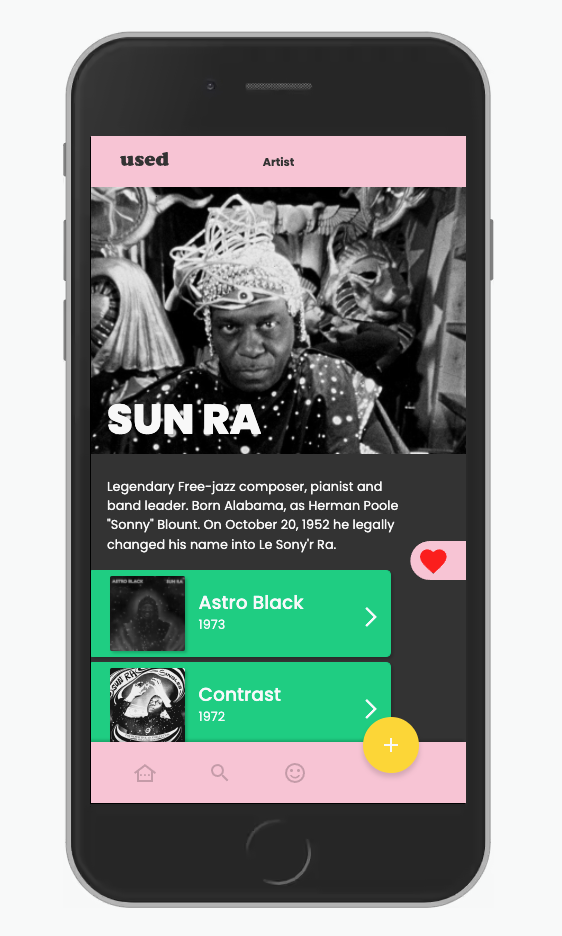 used
Artist
SUN RA
Legendary Free-jazz composer, pianist and
band leader. Born Alabama, as Herman Poole
"Sonny" Blount. On October 20, 1952 he legally
changed his name into Le Sony'r Ra.
ASTRO BLACK SUN RA
Astro Black
1973
SUN RA
Contrast
1972
+